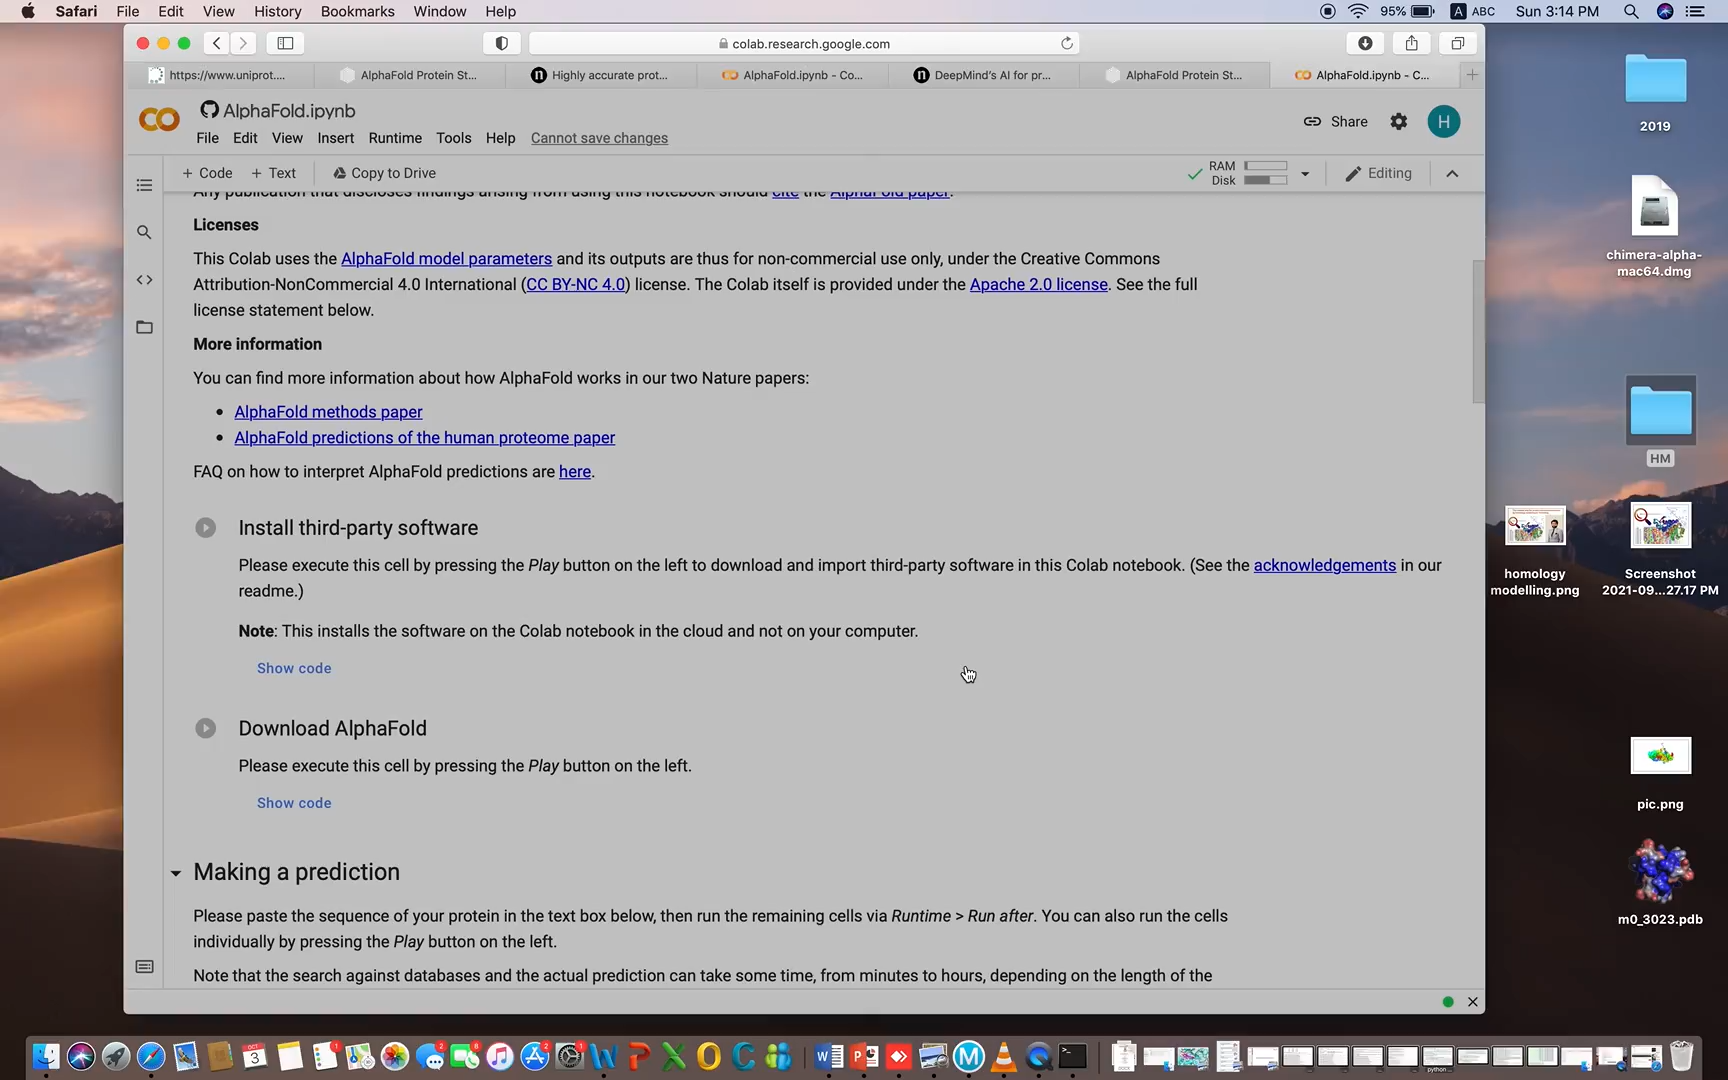 Safari File Edit View History Bookmarks Window Help
95% A ABC Sun 3:14 PM
colab.research.google.com
https://www.uniprot.... AlphaFold Protein St... Highly accurate prot... AlphaFold.ipynb - Co... DeepMind's AI for pr... AlphaFold Protein St... AlphaFold.ipynb - C...
AlphaFold.ipynb
File Edit View Insert Runtime Tools Help Cannot save changes
Share H
+ Code + Text Copy to Drive
RAM
Disk
Editing
Any publication that discloses findings arising from using this notebook should cite the AlphaFold paper.
Licenses
This Colab uses the AlphaFold model parameters and its outputs are thus for non-commercial use only, under the Creative Commons
Attribution-NonCommercial 4.0 International (CC BY-NC 4.0) license. The Colab itself is provided under the Apache 2.0 license. See the full
license statement below.
More information
You can find more information about how AlphaFold works in our two Nature papers:
• AlphaFold methods paper
• AlphaFold predictions of the human proteome paper
FAQ on how to interpret AlphaFold predictions are here.
Install third-party software
Please execute this cell by pressing the Play button on the left to download and import third-party software in this Colab notebook. (See the acknowledgements in our
readme.)
Note: This installs the software on the Colab notebook in the cloud and not on your computer.
Show code
Download AlphaFold
Please execute this cell by pressing the Play button on the left.
Show code
Making a prediction
Please paste the sequence of your protein in the text box below, then run the remaining cells via Runtime > Run after. You can also run the cells
individually by pressing the Play button on the left.
Note that the search against databases and the actual prediction can take some time, from minutes to hours, depending on the length of the
2019
chimera-alpha-
mac64.dmg
HM
homology
modelling.png
Screenshot
2021-09...27.17 PM
pic.png
m0_3023.pdb